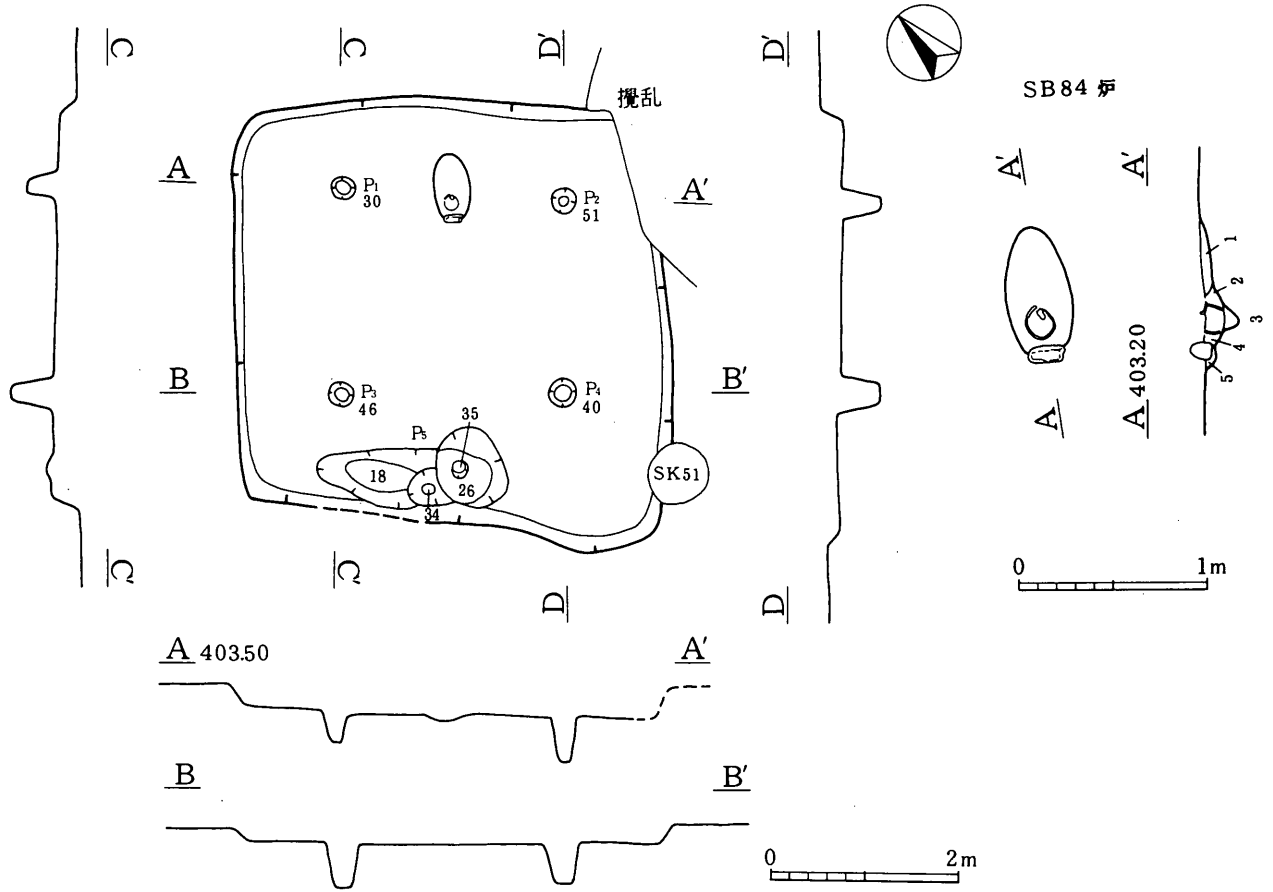 C C D' D'
攪乱
SB84 炉
A P1 30 P2 51 A'
A' A'
1
2
3
4
5
A A 403.20
B P3 46 P4 40 B'
35
P5
18 26 SK51
34
C' C' D D
0 1m
A 403.50 A'
B B'
0 2m